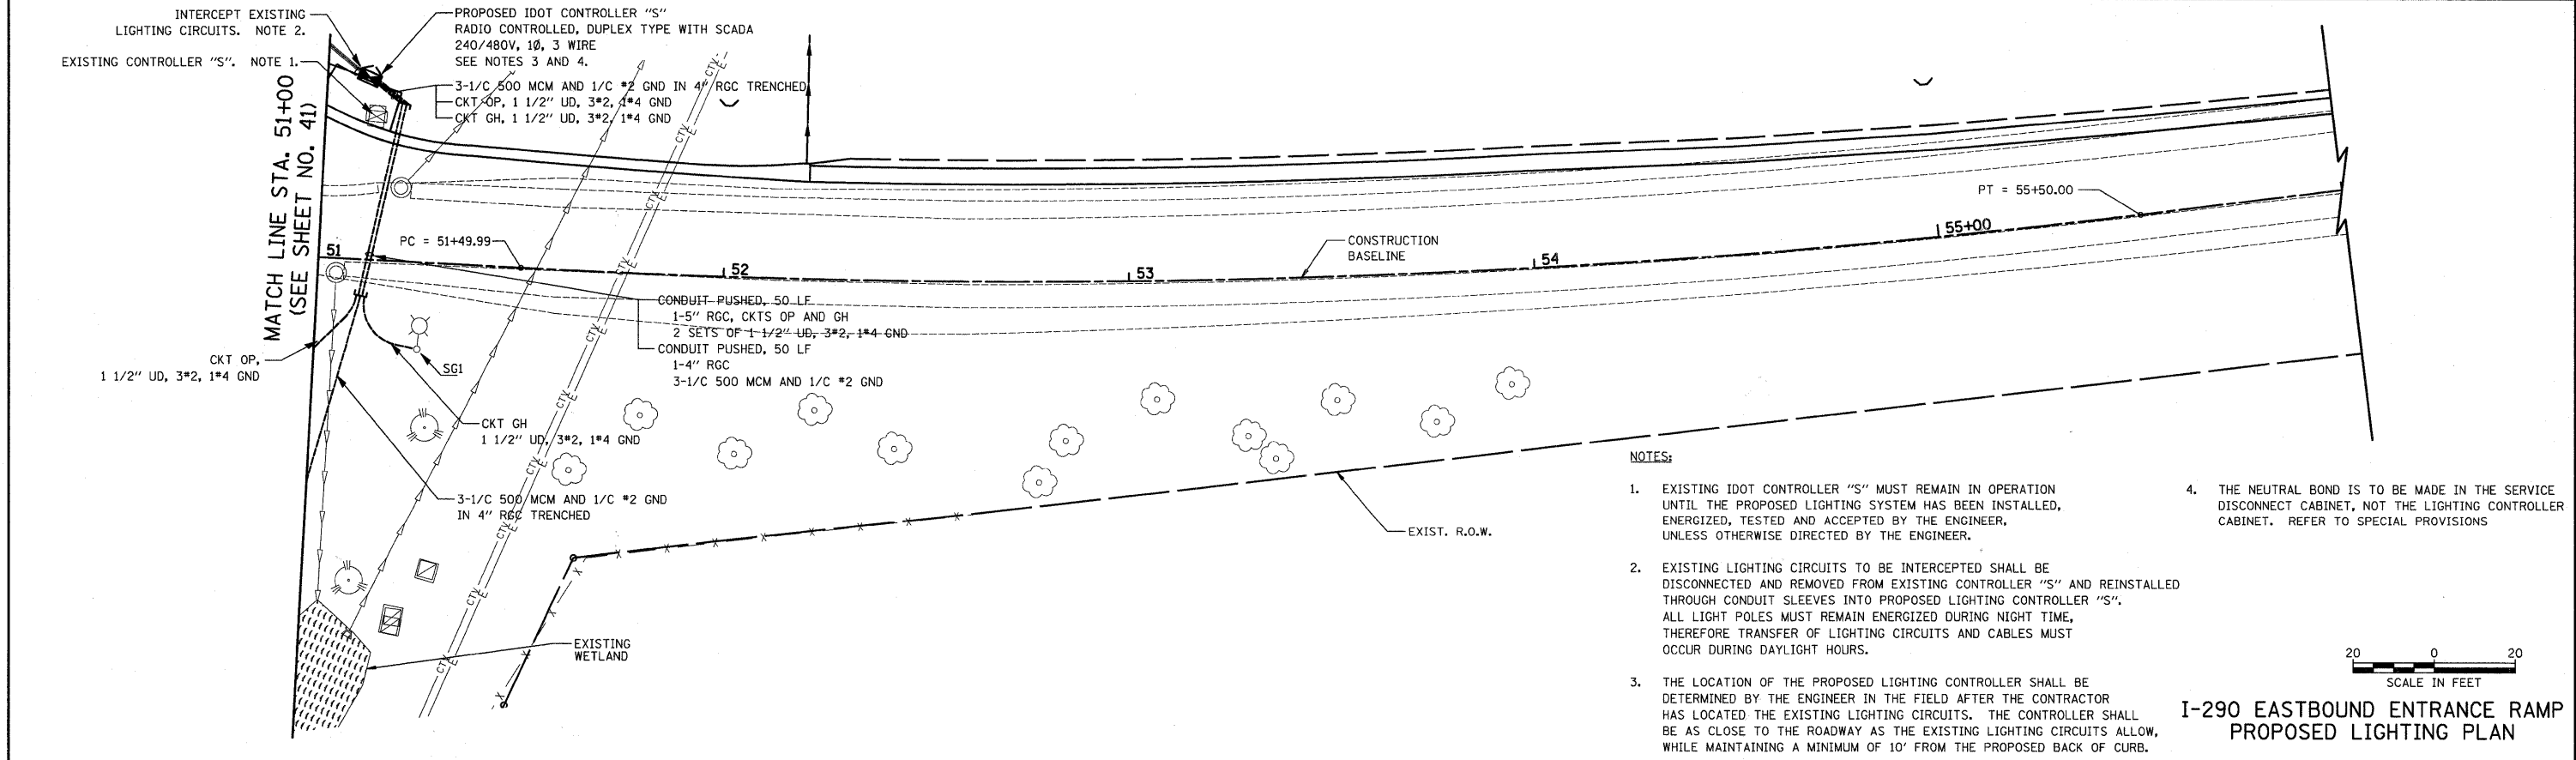 INTERCEPT EXISTING
LIGHTING CIRCUITS. NOTE 2.
EXISTING CONTROLLER "S". NOTE 1.
PROPOSED IDOT CONTROLLER "S"
RADIO CONTROLLED, DUPLEX TYPE WITH SCADA
240/480V, 1Ø, 3 WIRE
SEE NOTES 3 AND 4.
3-1/C 500 MCM AND 1/C #2 GND IN 4" RGC TRENCHED
CKT OP, 1 1/2" UD, 3#2, 1#4 GND
CKT GH, 1 1/2" UD, 3#2, 1#4 GND
MATCH LINE STA. 51+00
(SEE SHEET NO. 41)
CTV
E
CTV
E
CTV
E
CTV
E
CTV
E
CTV
E
CTV
E
CTV
E
CTV
E
CTV
E
51
PC = 51+49.99
52
53
54
55+00
PT = 55+50.00
CONSTRUCTION
BASELINE
CONDUIT PUSHED, 50 LF
1-5" RGC, CKTS OP AND GH
2 SETS OF 1 1/2" UD, 3#2, 1#4 GND
CONDUIT PUSHED, 50 LF
1-4" RGC
3-1/C 500 MCM AND 1/C #2 GND
CKT OP,
1 1/2" UD, 3#2, 1#4 GND
SG1
CKT GH
1 1/2" UD, 3#2, 1#4 GND
3-1/C 500 MCM AND 1/C #2 GND
IN 4" RGC TRENCHED
EXIST. R.O.W.
EXISTING
WETLAND
NOTES:
1. EXISTING IDOT CONTROLLER "S" MUST REMAIN IN OPERATION
UNTIL THE PROPOSED LIGHTING SYSTEM HAS BEEN INSTALLED,
ENERGIZED, TESTED AND ACCEPTED BY THE ENGINEER,
UNLESS OTHERWISE DIRECTED BY THE ENGINEER.
2. EXISTING LIGHTING CIRCUITS TO BE INTERCEPTED SHALL BE
DISCONNECTED AND REMOVED FROM EXISTING CONTROLLER "S" AND REINSTALLED
THROUGH CONDUIT SLEEVES INTO PROPOSED LIGHTING CONTROLLER "S".
ALL LIGHT POLES MUST REMAIN ENERGIZED DURING NIGHT TIME,
THEREFORE TRANSFER OF LIGHTING CIRCUITS AND CABLES MUST
OCCUR DURING DAYLIGHT HOURS.
3. THE LOCATION OF THE PROPOSED LIGHTING CONTROLLER SHALL BE
DETERMINED BY THE ENGINEER IN THE FIELD AFTER THE CONTRACTOR
HAS LOCATED THE EXISTING LIGHTING CIRCUITS. THE CONTROLLER SHALL
BE AS CLOSE TO THE ROADWAY AS THE EXISTING LIGHTING CIRCUITS ALLOW,
WHILE MAINTAINING A MINIMUM OF 10' FROM THE PROPOSED BACK OF CURB.
4. THE NEUTRAL BOND IS TO BE MADE IN THE SERVICE
DISCONNECT CABINET, NOT THE LIGHTING CONTROLLER
CABINET. REFER TO SPECIAL PROVISIONS
20 0 20
SCALE IN FEET
I-290 EASTBOUND ENTRANCE RAMP
PROPOSED LIGHTING PLAN